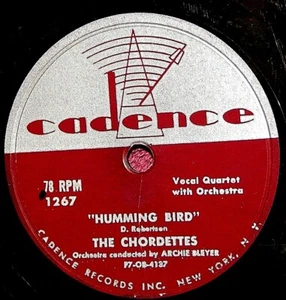 cadence
78 RPM
1267
Vocal Quartet
with Orchestra
"HUMMING BIRD"
D. Robertson
THE CHORDETTES
Orchestra conducted by ARCHIE BLEYER
F7-OB-4137
CADENCE RECORDS INC. NEW YORK, N.Y.